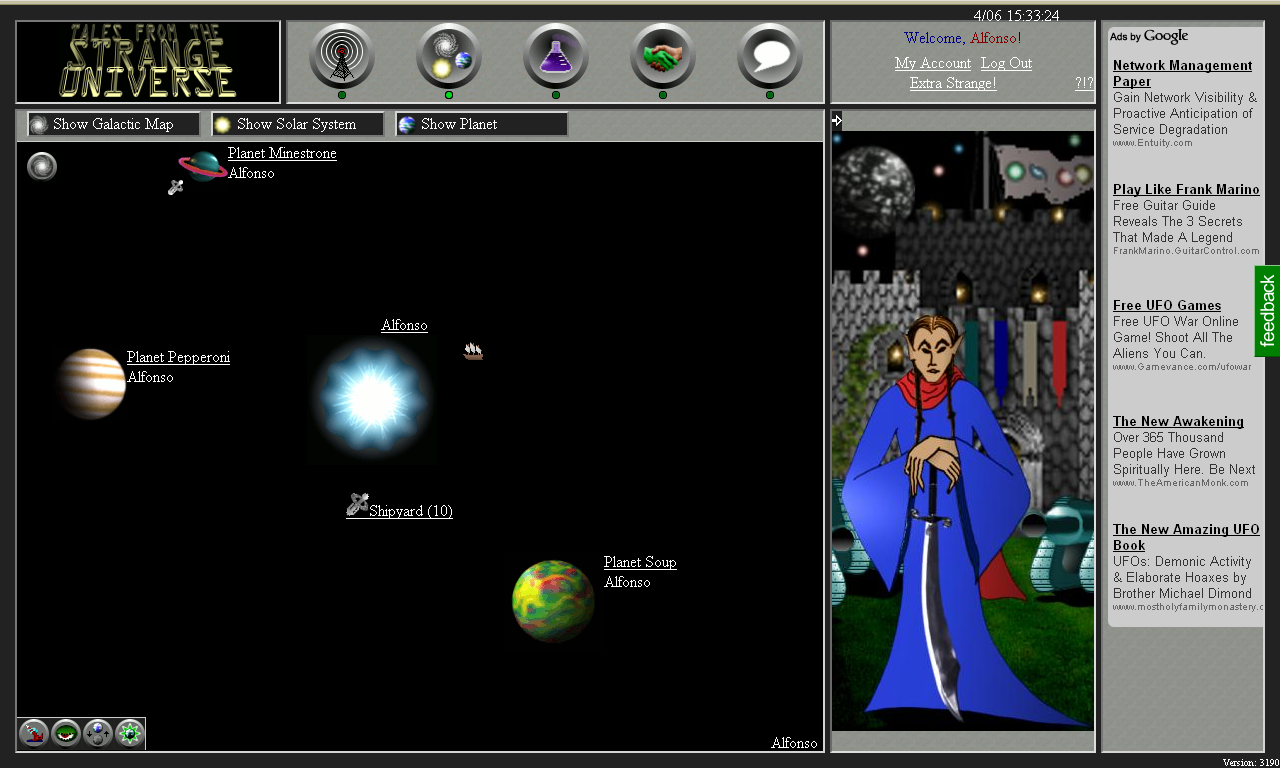 4/06 15:33:24
TALES FROM THE
STRANGE
UNIVERSE
Welcome, Alfonso!
My Account Log Out
Extra Strange! ?!?
Show Galactic Map Show Solar System Show Planet
Planet Minestrone
Alfonso
Alfonso
Planet Pepperoni
Alfonso
Shipyard (10)
Planet Soup
Alfonso
Alfonso
Ads by Google
Network Management
Paper
Gain Network Visibility &
Proactive Anticipation of
Service Degradation
www.Entuity.com
Play Like Frank Marino
Free Guitar Guide
Reveals The 3 Secrets
That Made A Legend
FrankMarino.GuitarControl.com
Free UFO Games
Free UFO War Online
Game! Shoot All The
Aliens You Can.
www.Gamevance.com/ufowar
The New Awakening
Over 365 Thousand
People Have Grown
Spiritually Here. Be Next
www.TheAmericanMonk.com
The New Amazing UFO
Book
UFOs: Demonic Activity
& Elaborate Hoaxes by
Brother Michael Dimond
www.mostholyfamilymonastery.c
feedback
Version: 3190